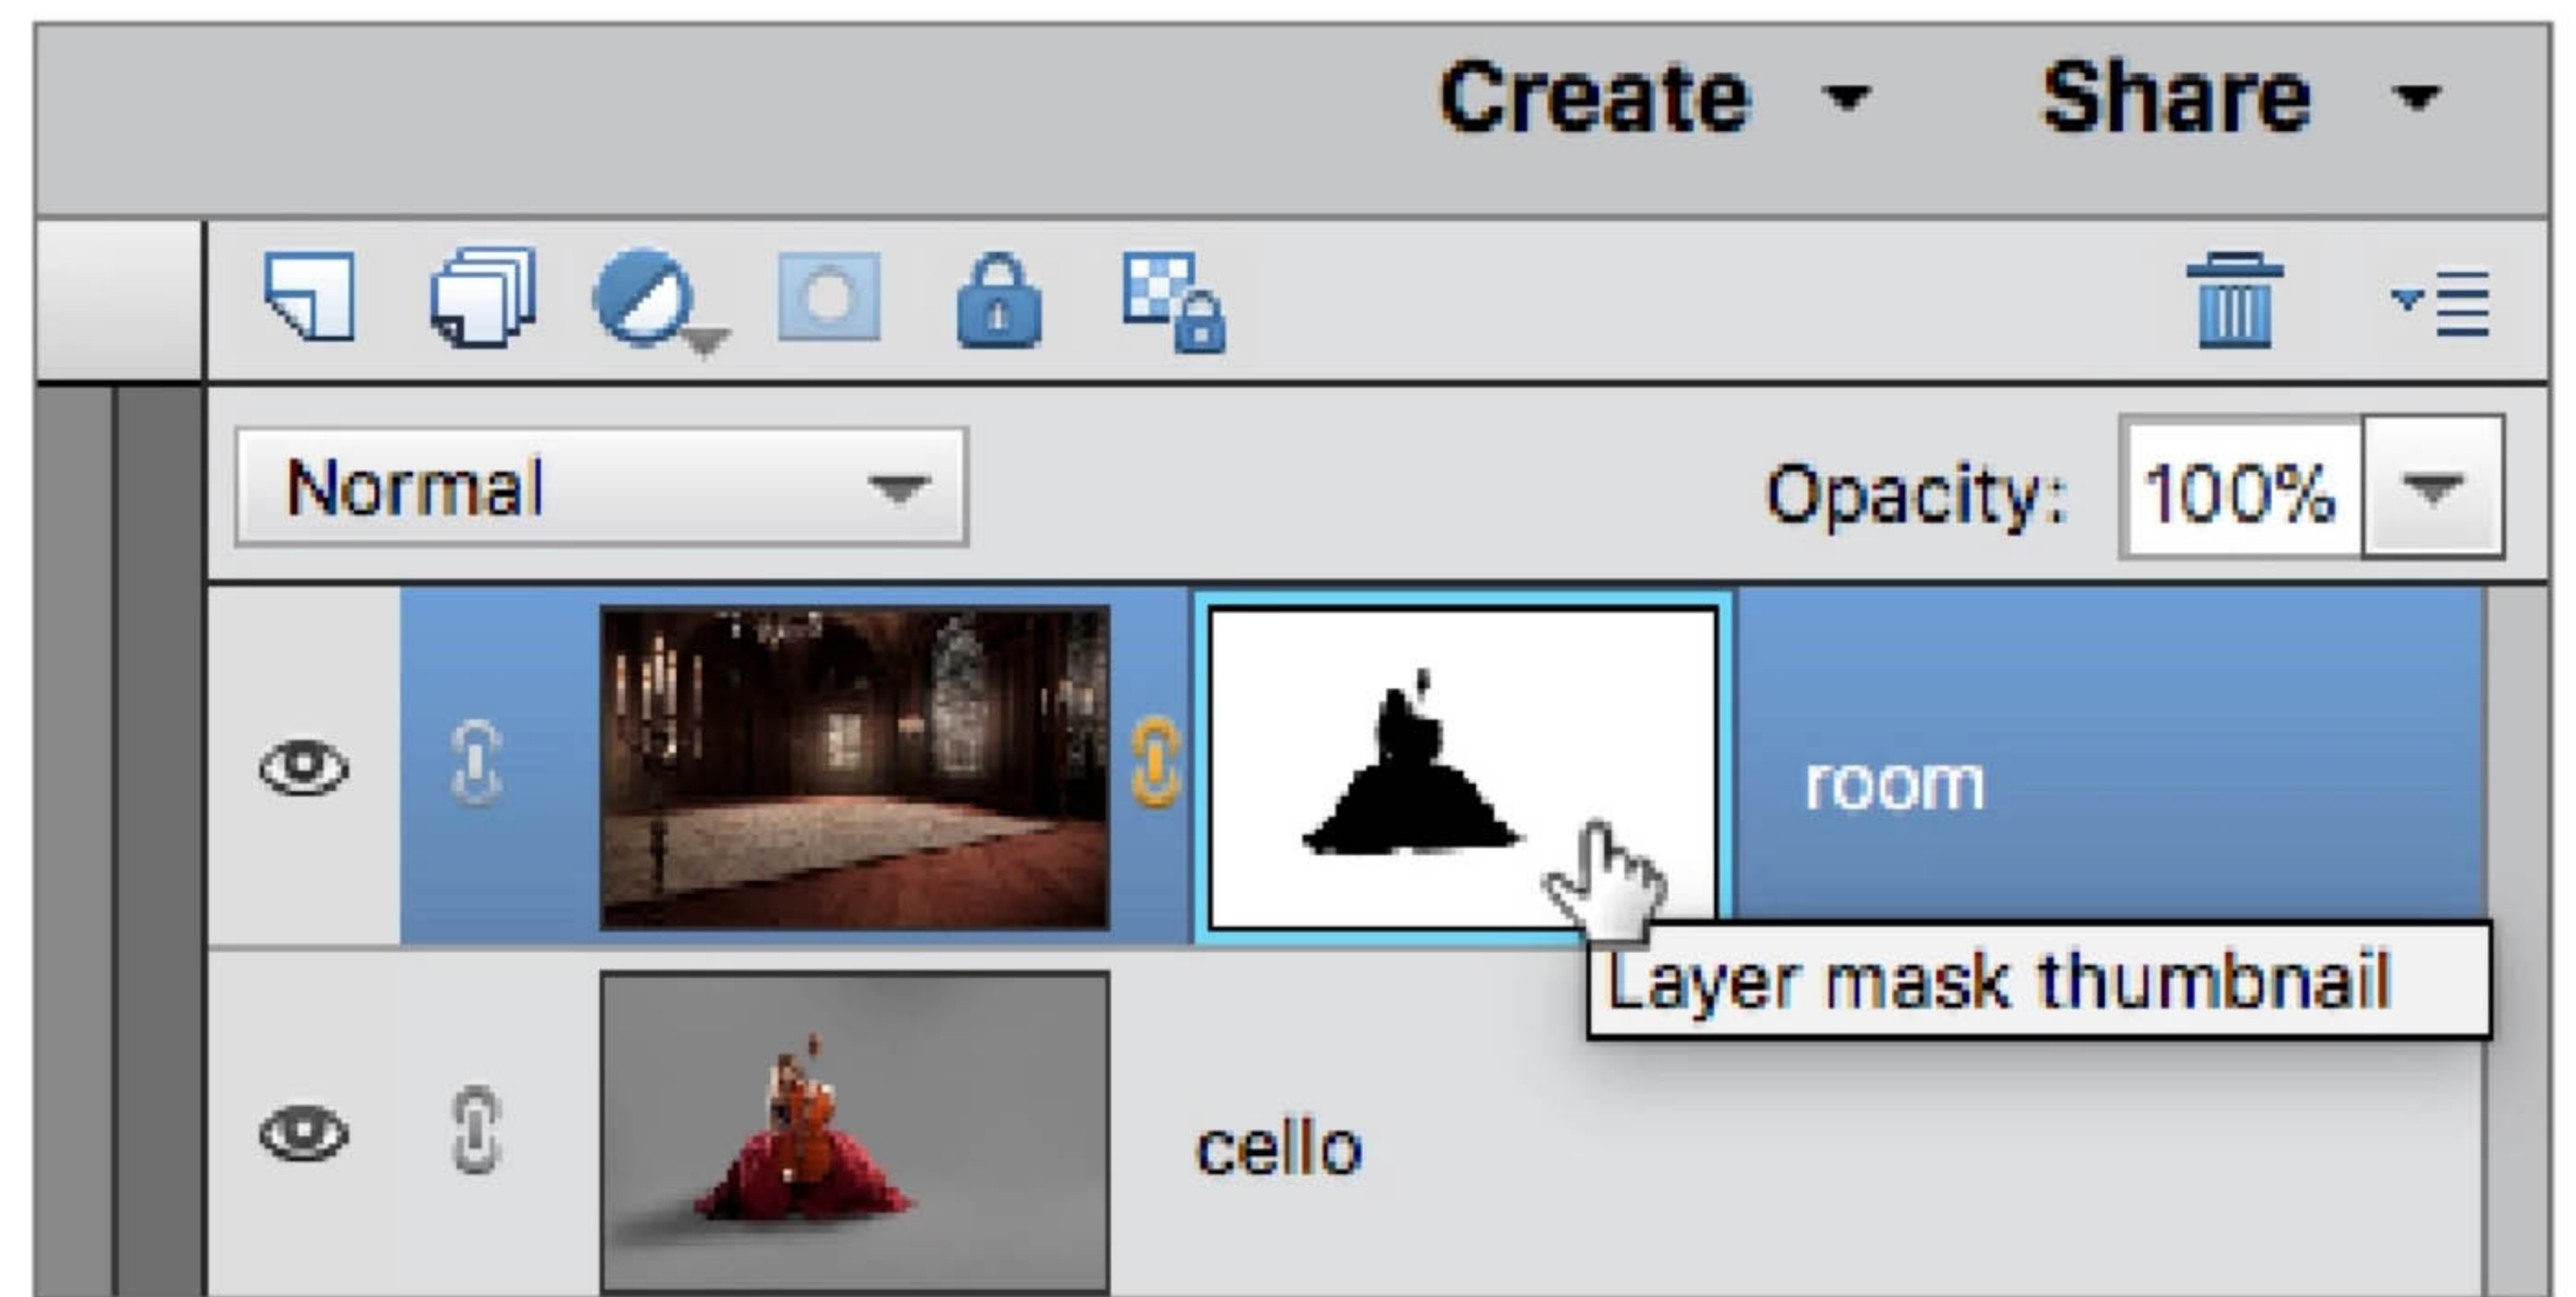 Create Share
Normal Opacity: 100%
room
Layer mask thumbnail
cello